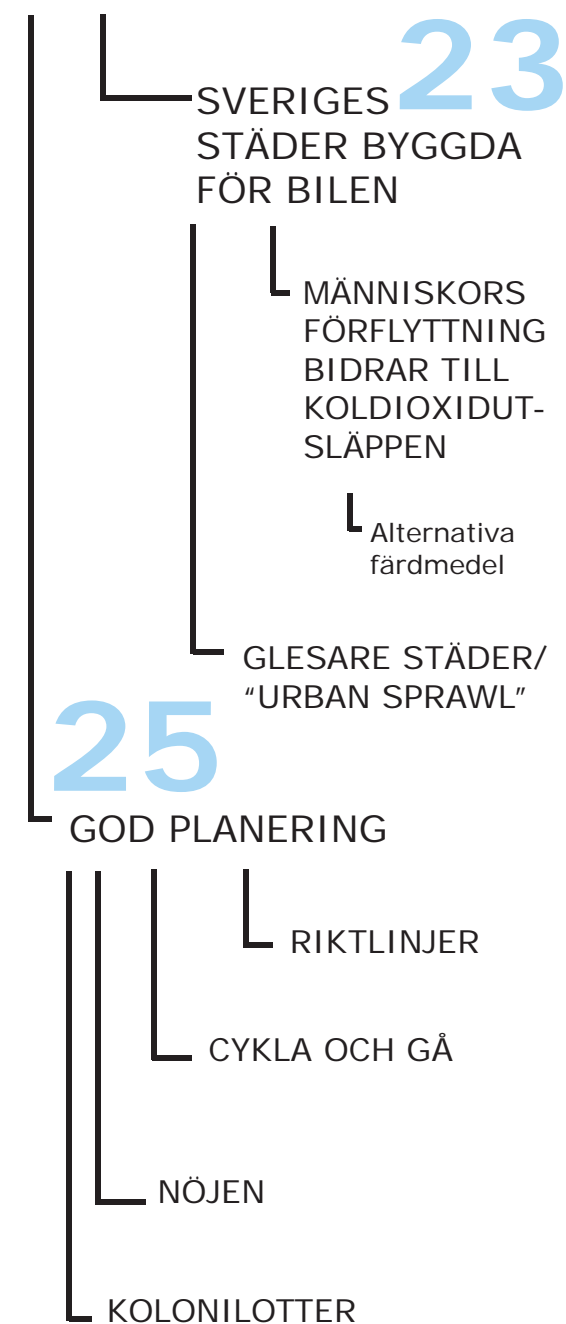 23
SVERIGES
STÄDER BYGGDA
FÖR BILEN
MÄNNISKORS
FÖRFLYTTNING
BIDRAR TILL
KOLDIOXIDUT-
SLÄPPEN
Alternativa
färdmedel
GLESARE STÄDER/
“URBAN SPRAWL”
25
GOD PLANERING
RIKTLINJER
CYKLA OCH GÅ
NÖJEN
KOLONILOTTER